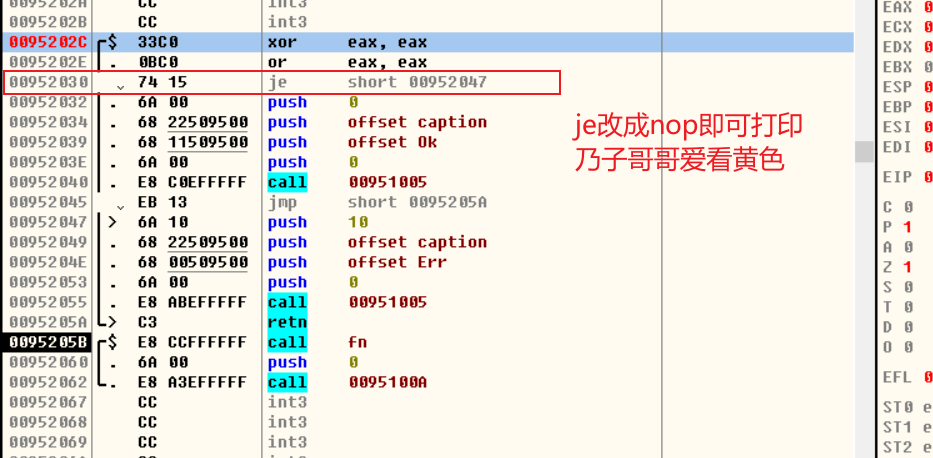 0095202A CC int3
0095202B CC int3
0095202C $ 33C0 xor eax, eax
0095202E . 0BC0 or eax, eax
00952030 . 74 15 je short 00952047
00952032 . 6A 00 push 0
00952034 . 68 22509500 push offset caption
00952039 . 68 11509500 push offset Ok
0095203E . 6A 00 push 0
00952040 . E8 C0EFFFFF call 00951005
00952045 . EB 13 jmp short 0095205A
00952047 > 6A 10 push 10
00952049 . 68 22509500 push offset caption
0095204E . 68 00509500 push offset Err
00952053 . 6A 00 push 0
00952055 . E8 ABEFFFFF call 00951005
0095205A > C3 retn
0095205B $ E8 CCFFFFFF call fn
00952060 . 6A 00 push 0
00952062 . E8 A3EFFFFF call 0095100A
00952067 CC int3
00952068 CC int3
00952069 CC int3
je改成nop即可打印
乃子哥哥爱看黄色
EAX 0
ECX 0
EDX 0
EBX 0
ESP 0
EBP 0
ESI 0
EDI 0
EIP 0
C 0
P 1
A 0
Z 1
S 0
T 0
D 0
O 0
EFL 0
ST0 e
ST1 e
ST2 e